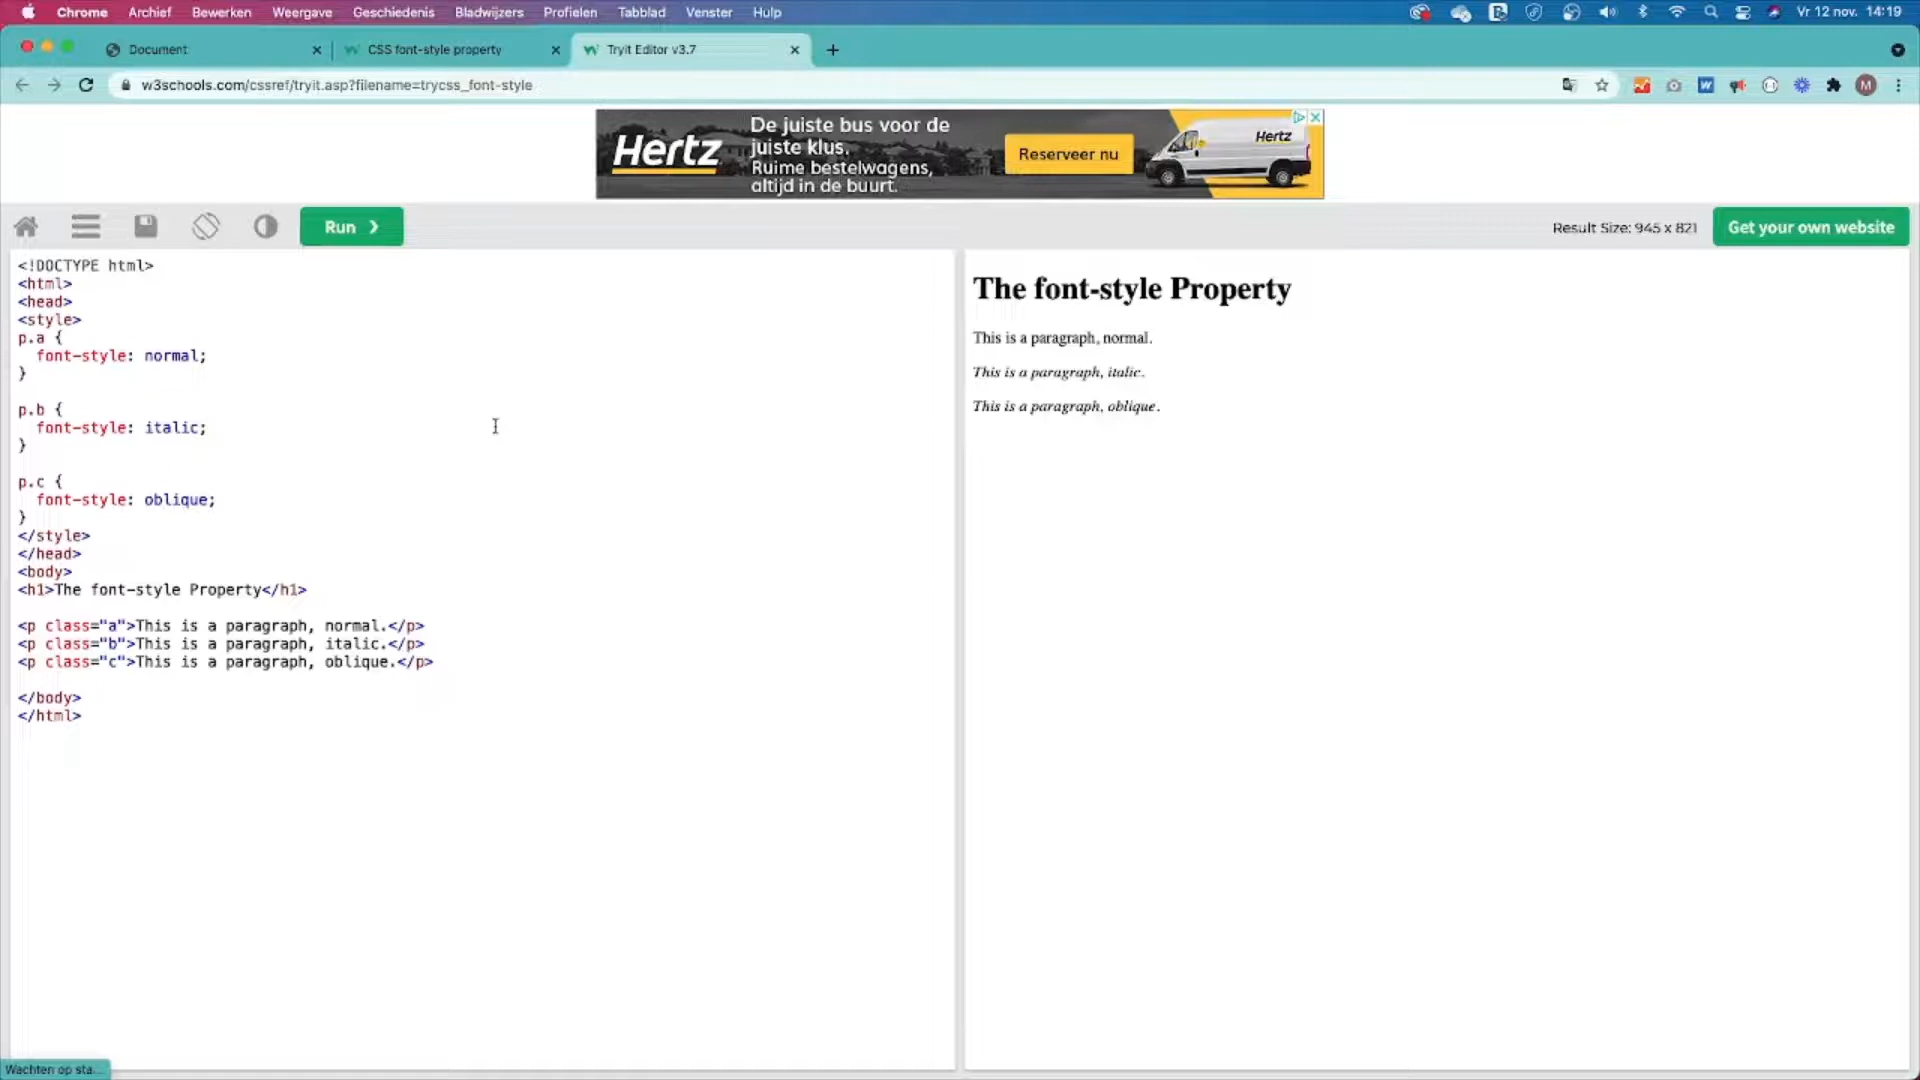 Chrome Archief Bewerken Weergave Geschiedenis Bladwijzers Profielen Tabblad Venster Hulp Vr 12 nov. 14:19
Document CSS font-style property Tryit Editor v3.7
w3schools.com/cssref/tryit.asp?filename=trycss_font-style
Hertz
De juiste bus voor de
juiste klus.
Ruime bestelwagens,
altijd in de buurt.
Reserveer nu
Hertz
Run ❯
Result Size: 945 x 821
Get your own website
<!DOCTYPE html>
<html>
<head>
<style>
p.a {
  font-style: normal;
}
p.b {
  font-style: italic;
}
p.c {
  font-style: oblique;
}
</style>
</head>
<body>
<h1>The font-style Property</h1>
<p class="a">This is a paragraph, normal.</p>
<p class="b">This is a paragraph, italic.</p>
<p class="c">This is a paragraph, oblique.</p>
</body>
</html>
The font-style Property
This is a paragraph, normal.
This is a paragraph, italic.
This is a paragraph, oblique.
Wachten op sta...